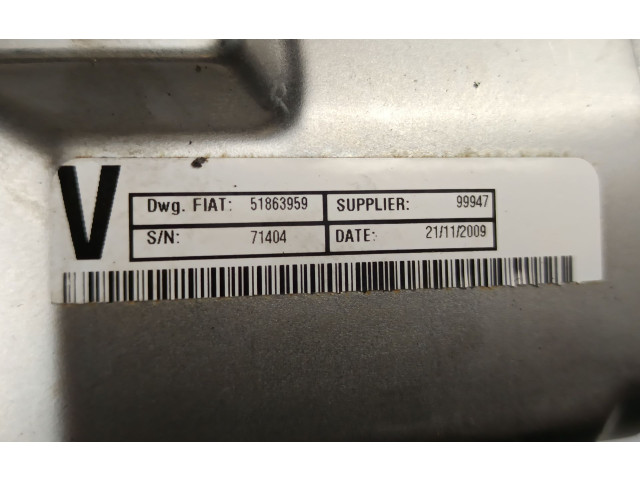 V
Dwg. FIAT: 51863959 SUPPLIER: 99947
S/N: 71404 DATE: 21/11/2009